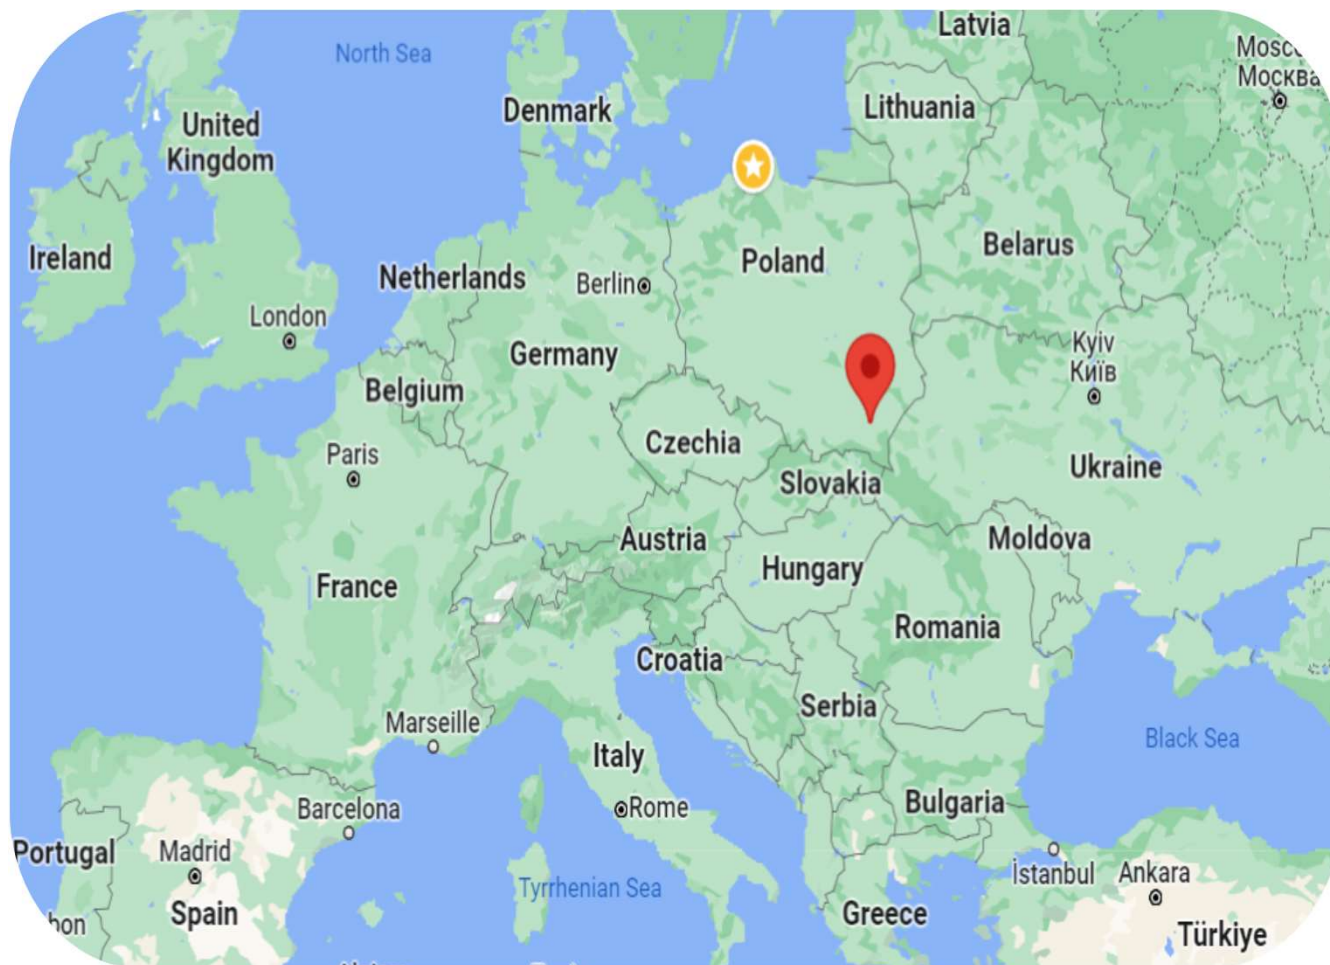 Latvia
North Sea
Mosc
Москва
Denmark
Lithuania
United
Kingdom
Belarus
Ireland
Poland
Netherlands
Berlin
London
Kyiv
Київ
Germany
Belgium
Czechia
Paris
Ukraine
Slovakia
Austria
Moldova
Hungary
France
Romania
Croatia
Serbia
Marseille
Black Sea
Italy
Barcelona
Rome
Bulgaria
Portugal
Madrid
İstanbul
Ankara
Tyrrhenian Sea
Spain
Greece
bon
Türkiye